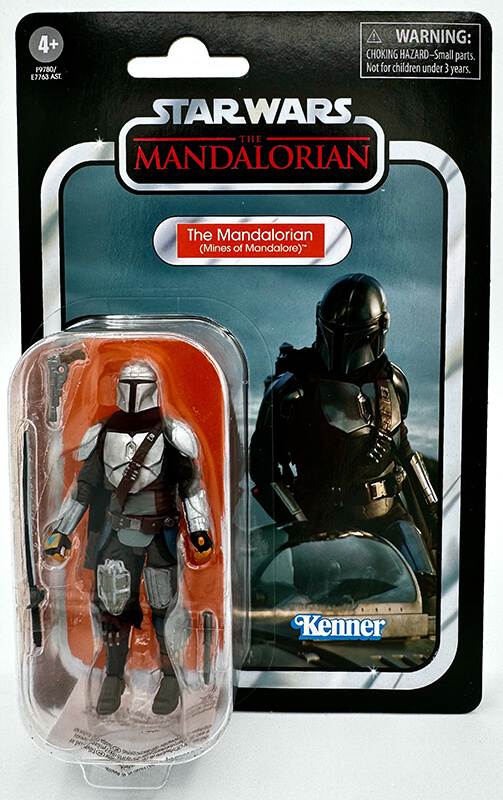 4+
F9780/
E7763 AST.
⚠ WARNING:
CHOKING HAZARD–Small parts.
Not for children under 3 years.
STAR WARS
THE
MANDALORIAN
The Mandalorian
(Mines of Mandalore)™
Kenner